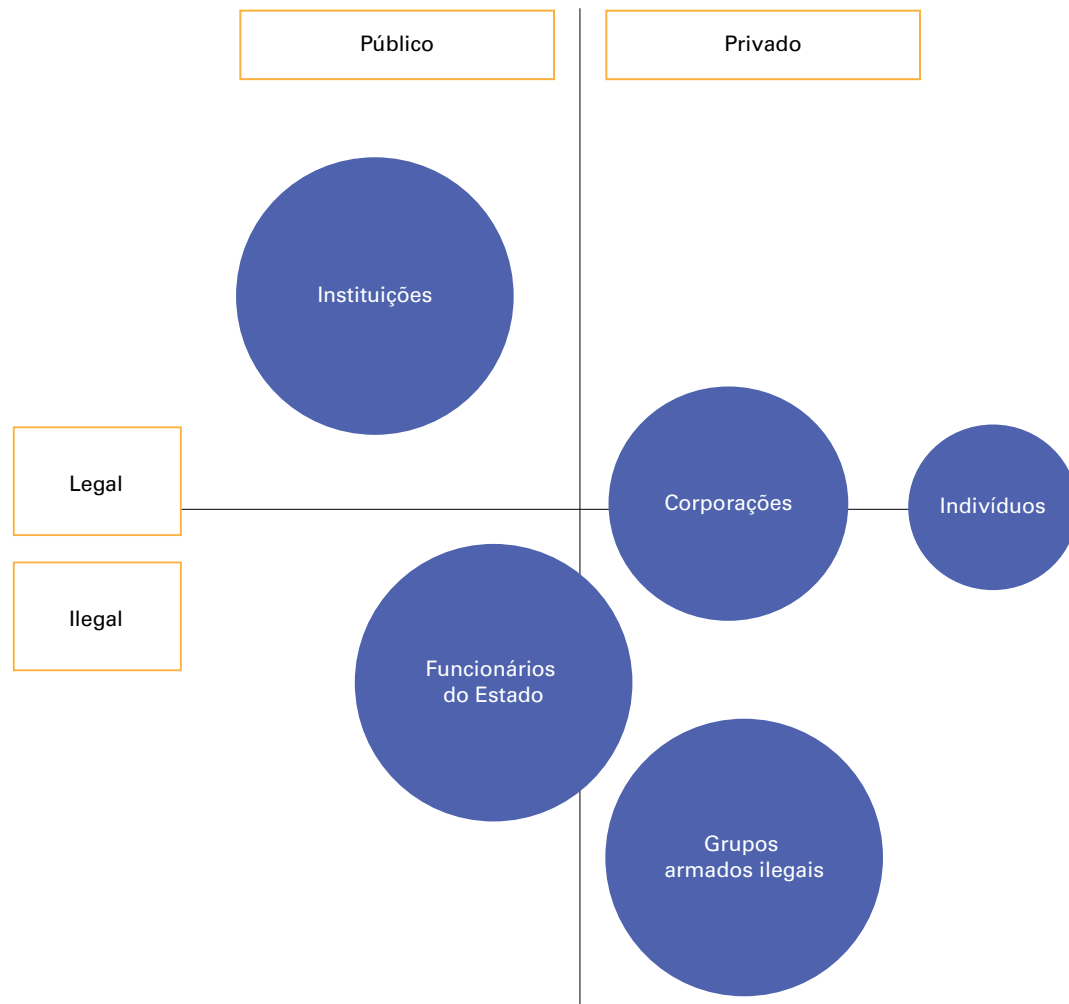 Público
Privado
Instituições
Legal
Corporações
Indivíduos
Ilegal
Funcionários
do Estado
Grupos
armados ilegais